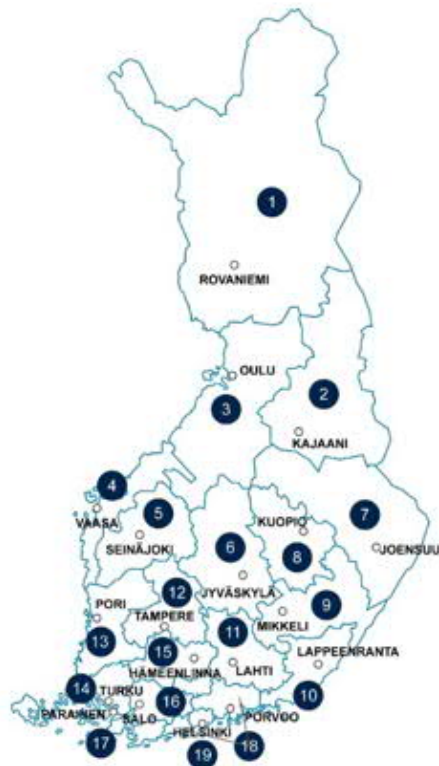 1
ROVANIEMI
OULU
2
3
KAJAANI
4
VAASA
5
KUOPIO
7
SEINÄJOKI
6
8
JOENSUU
JYVÄSKYLÄ
12
9
PORI
TAMPERE
MIKKELI
13
11
15
LAPPEENRANTA
HÄMEENLINNA
LAHTI
14
TURKU
16
10
PARAINEN
SALO
PORVOO
HELSINKI
17
19
18